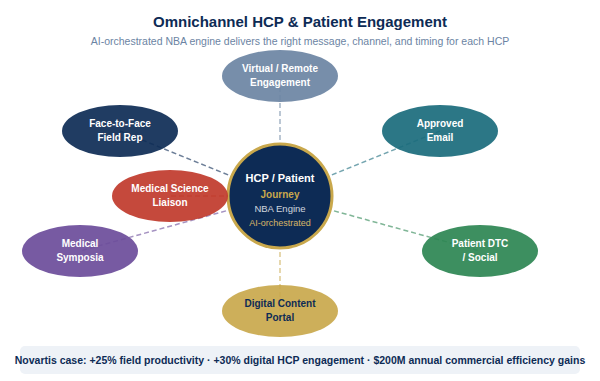 Omnichannel HCP & Patient Engagement
AI-orchestrated NBA engine delivers the right message, channel, and timing for each HCP
Virtual / Remote
Engagement
Face-to-Face
Field Rep
Approved
Email
HCP / Patient
Journey
NBA Engine
AI-orchestrated
Medical Science
Liaison
Medical
Symposia
Patient DTC
/ Social
Digital Content
Portal
Novartis case: +25% field productivity · +30% digital HCP engagement · $200M annual commercial efficiency gains